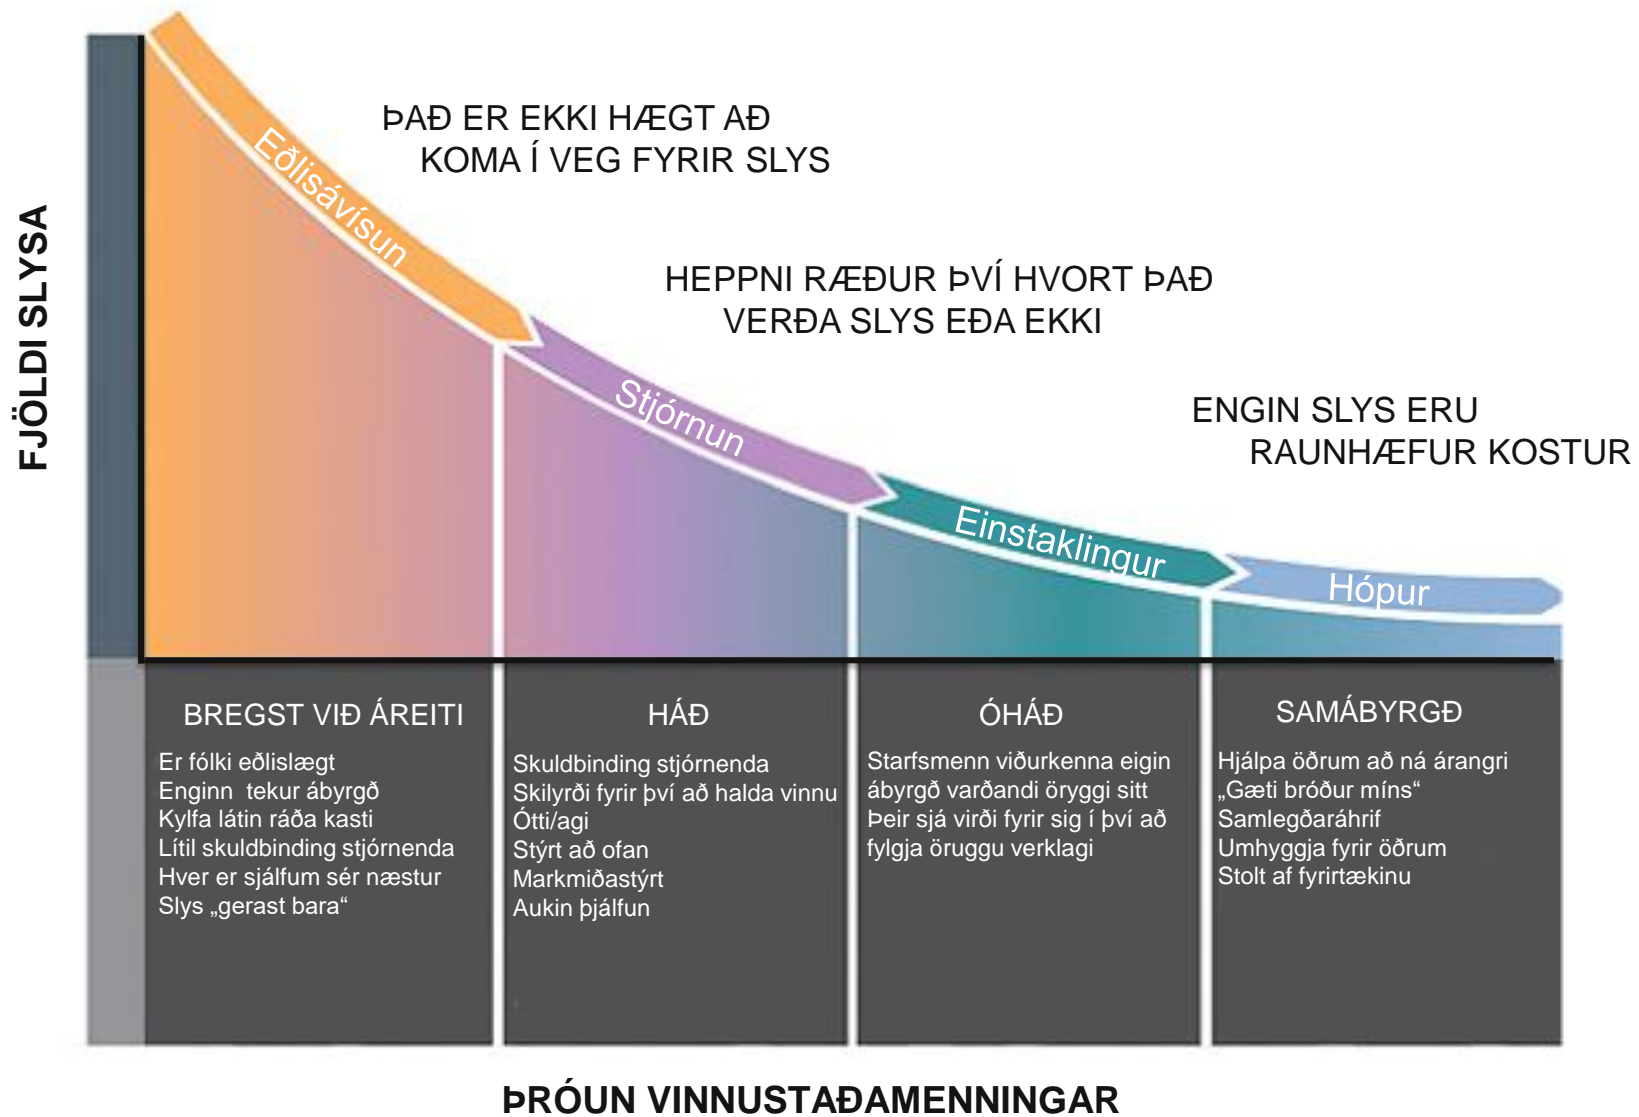 FJÖLDI SLYSA
ÞAÐ ER EKKI HÆGT AÐ
KOMA Í VEG FYRIR SLYS
HEPPNI RÆÐUR ÞVÍ HVORT ÞAÐ
VERÐA SLYS EÐA EKKI
ENGIN SLYS ERU
RAUNHÆFUR KOSTUR
Eðlisávísun
Stjórnun
Einstaklingur
Hópur
BREGST VIÐ ÁREITI
Er fólki eðlislægt
Enginn tekur ábyrgð
Kylfa látin ráða kasti
Lítil skuldbinding stjórnenda
Hver er sjálfum sér næstur
Slys „gerast bara“
HÁÐ
Skuldbinding stjórnenda
Skilyrði fyrir því að halda vinnu
Ótti/agi
Stýrt að ofan
Markmiðastýrt
Aukin þjálfun
ÓHÁÐ
Starfsmenn viðurkenna eigin
ábyrgð varðandi öryggi sitt
Þeir sjá virði fyrir sig í því að
fylgja öruggu verklagi
SAMÁBYRGÐ
Hjálpa öðrum að ná árangri
„Gæti bróður míns“
Samlegðaráhrif
Umhyggja fyrir öðrum
Stolt af fyrirtækinu
ÞRÓUN VINNUSTAÐAMENNINGAR